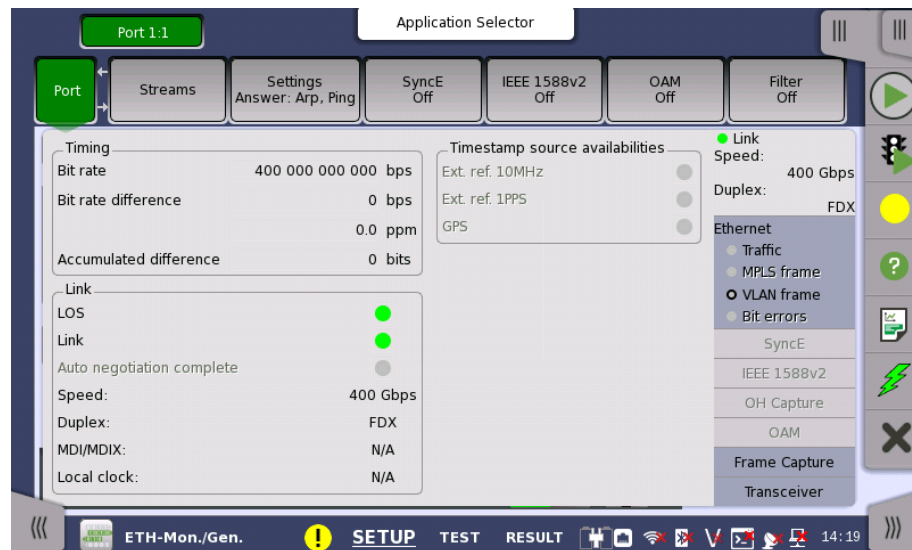 Port 1:1
Application Selector
Port
Streams
Settings
Answer: Arp, Ping
SyncE
Off
IEEE 1588v2
Off
OAM
Off
Filter
Off
Timing
Bit rate 400 000 000 000 bps
Bit rate difference 0 bps
0.0 ppm
Accumulated difference 0 bits
Link
LOS
Link
Auto negotiation complete
Speed: 400 Gbps
Duplex: FDX
MDI/MDIX: N/A
Local clock: N/A
Timestamp source availabilities
Ext. ref. 10MHz
Ext. ref. 1PPS
GPS
Link
Speed:
400 Gbps
Duplex:
FDX
Ethernet
Traffic
MPLS frame
VLAN frame
Bit errors
SyncE
IEEE 1588v2
OH Capture
OAM
Frame Capture
Transceiver
ETH-Mon./Gen.
SETUP
TEST
RESULT
14:19